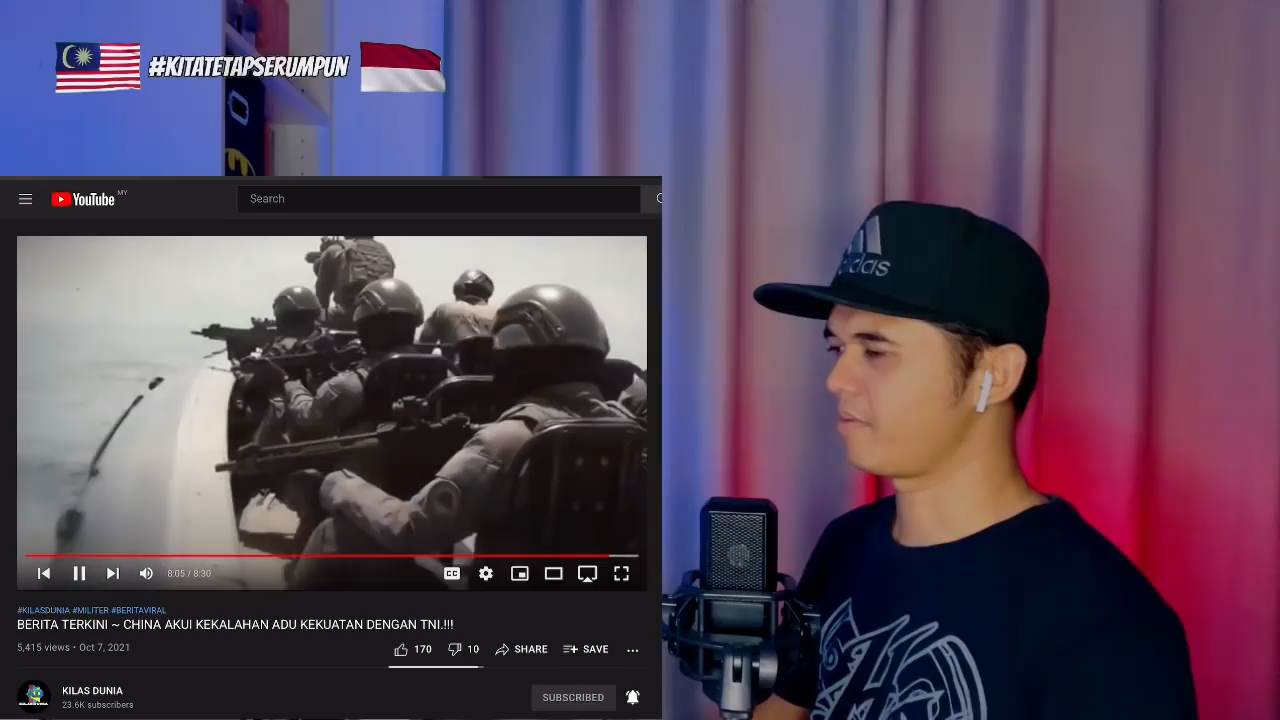 #KITATETAPSERUMPUN
YouTube MY
Search
adidas
8:05 / 8:30
CC
#KILASDUNIA #MILITER #BERITAVIRAL
BERITA TERKINI ~ CHINA AKUI KEKALAHAN ADU KEKUATAN DENGAN TNI.!!!
5,415 views • Oct 7, 2021
170
10
SHARE
SAVE
KILAS DUNIA
23.6K subscribers
SUBSCRIBED